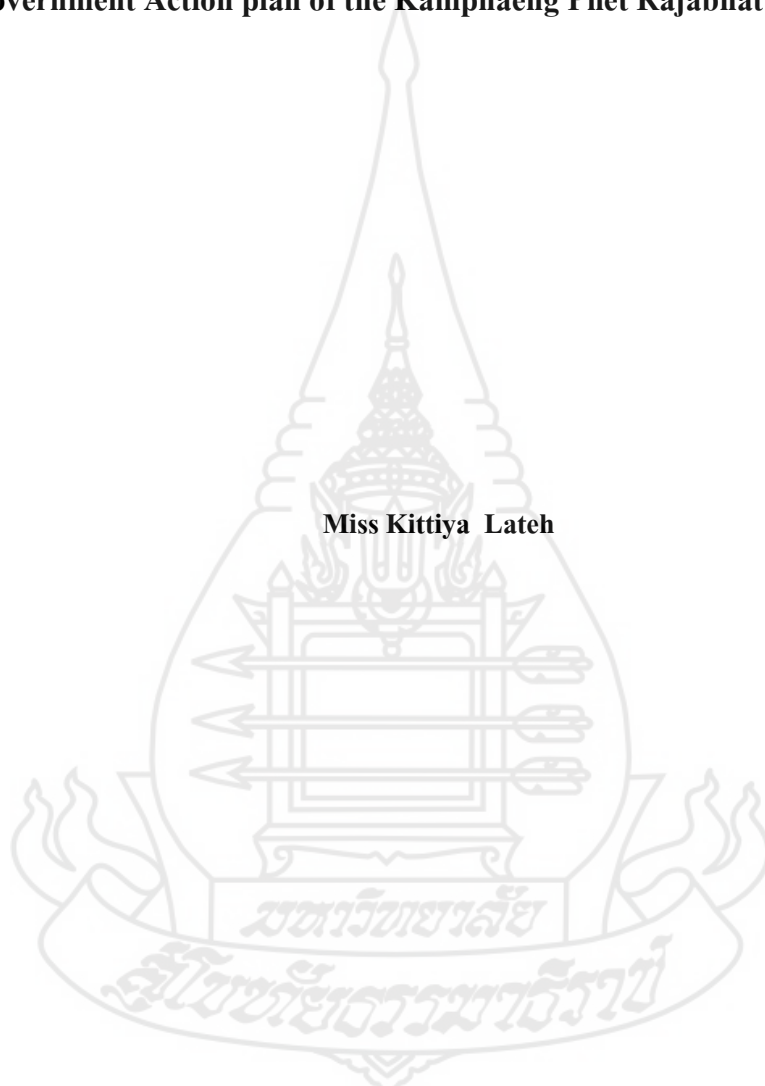 overnment Action plan of the Kamphaeng Phet Rajabhat
Miss Kittiya Lateh
มหาวิทยาลัย
สุโขทัยธรรมาธิราช